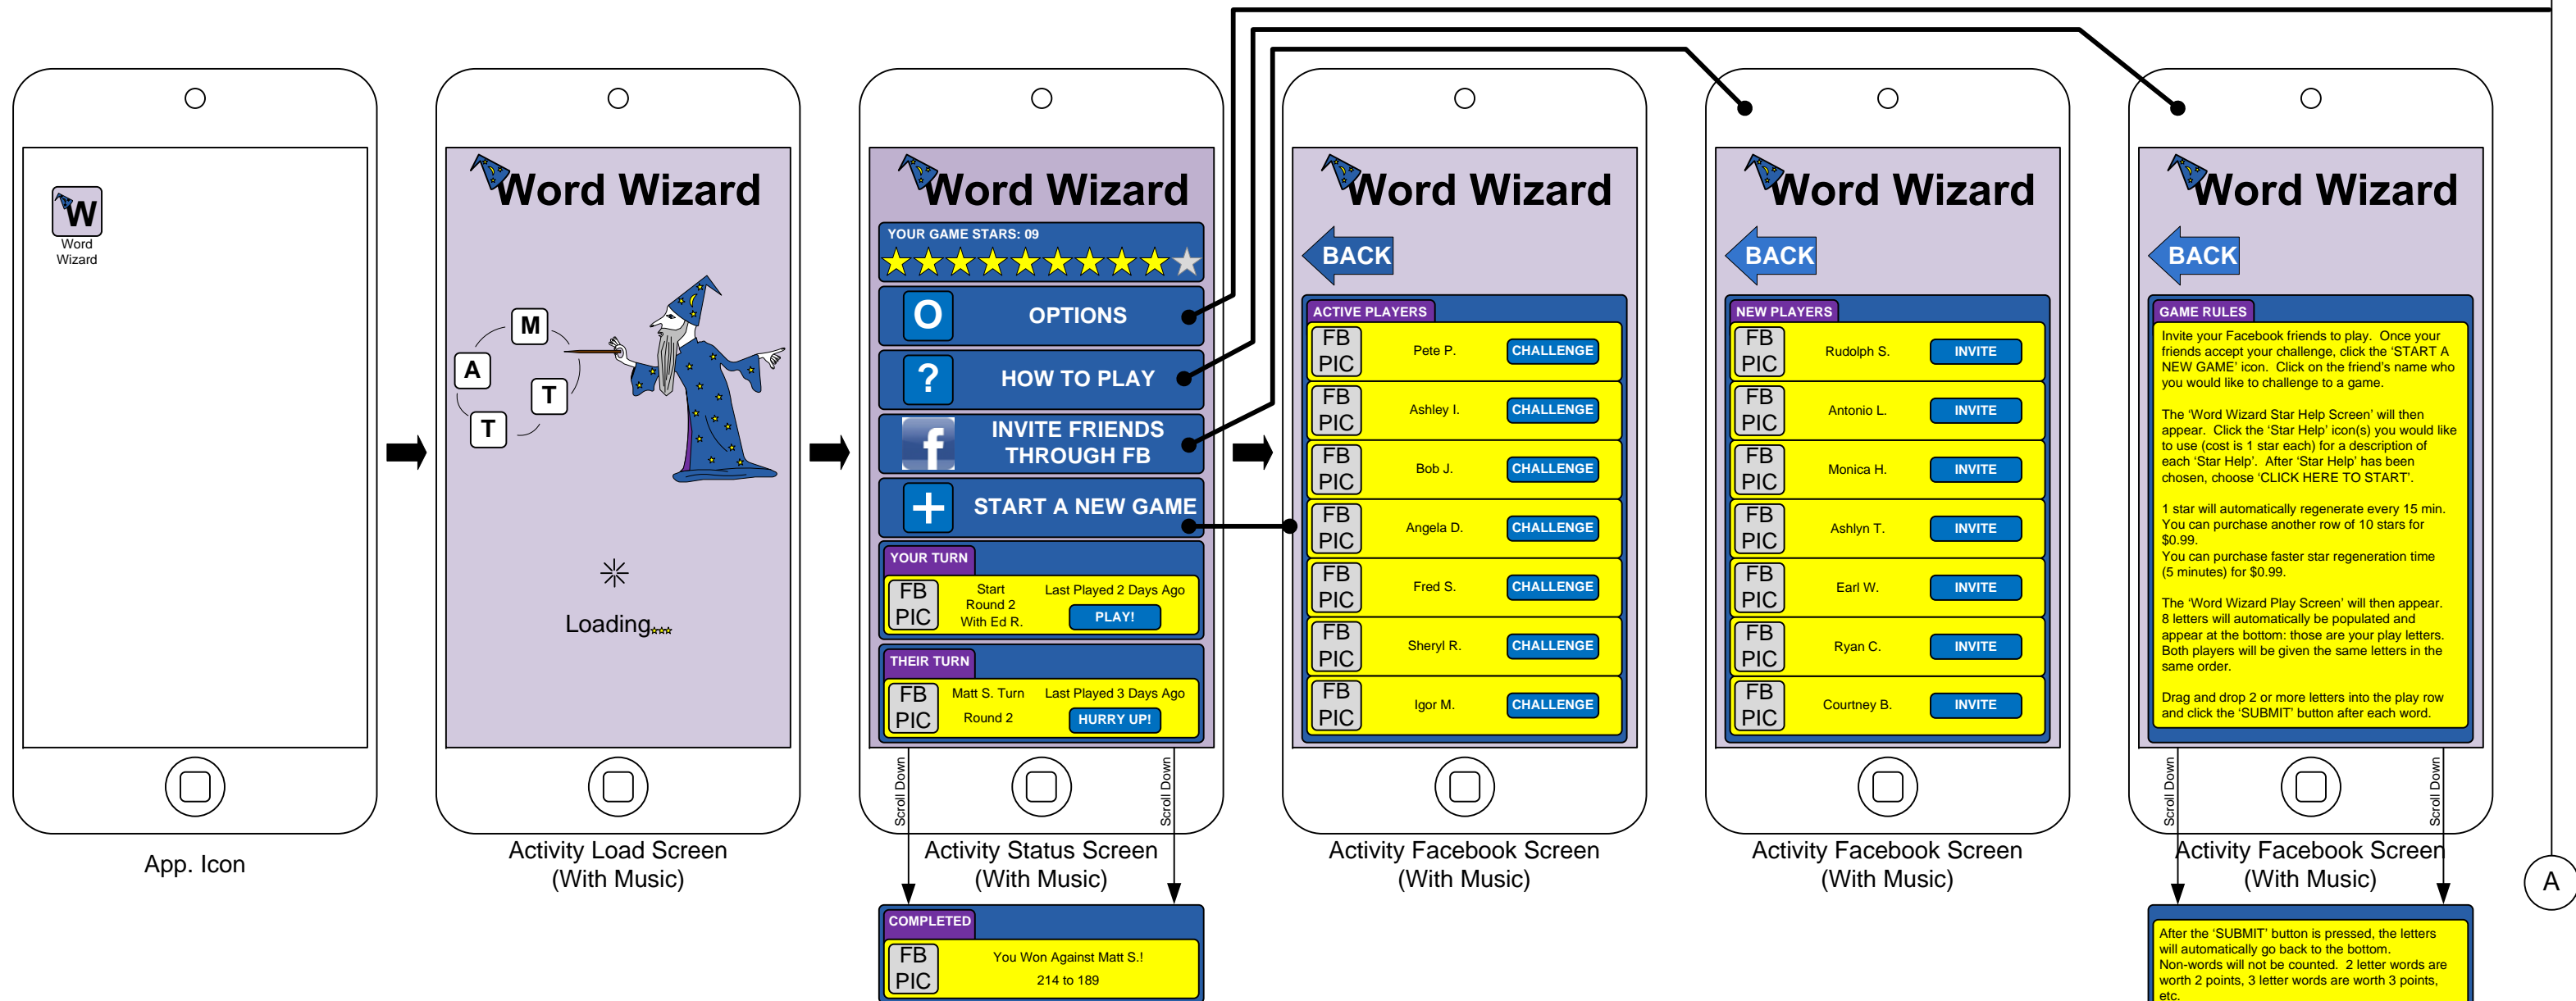 W
Word
Wizard
App. Icon
Word Wizard
M
A
T
T
Loading
Activity Load Screen
(With Music)
Word Wizard
YOUR GAME STARS: 09
O
OPTIONS
?
HOW TO PLAY
f
INVITE FRIENDS
THROUGH FB
+
START A NEW GAME
YOUR TURN
FB
PIC
Start
Round 2
With Ed R.
Last Played 2 Days Ago
PLAY!
THEIR TURN
FB
PIC
Matt S. Turn
Round 2
Last Played 3 Days Ago
HURRY UP!
Scroll Down
Scroll Down
Activity Status Screen
(With Music)
COMPLETED
FB
PIC
You Won Against Matt S.!
214 to 189
Word Wizard
BACK
ACTIVE PLAYERS
FB
PIC
Pete P.
CHALLENGE
FB
PIC
Ashley I.
CHALLENGE
FB
PIC
Bob J.
CHALLENGE
FB
PIC
Angela D.
CHALLENGE
FB
PIC
Fred S.
CHALLENGE
FB
PIC
Sheryl R.
CHALLENGE
FB
PIC
Igor M.
CHALLENGE
Activity Facebook Screen
(With Music)
Word Wizard
BACK
NEW PLAYERS
FB
PIC
Rudolph S.
INVITE
FB
PIC
Antonio L.
INVITE
FB
PIC
Monica H.
INVITE
FB
PIC
Ashlyn T.
INVITE
FB
PIC
Earl W.
INVITE
FB
PIC
Ryan C.
INVITE
FB
PIC
Courtney B.
INVITE
Activity Facebook Screen
(With Music)
Word Wizard
BACK
GAME RULES
Invite your Facebook friends to play. Once your
friends accept your challenge, click the ‘START A
NEW GAME’ icon. Click on the friend’s name who
you would like to challenge to a game.
The ‘Word Wizard Star Help Screen’ will then
appear. Click the ‘Star Help’ icon(s) you would like
to use (cost is 1 star each) for a description of
each ‘Star Help’. After ‘Star Help’ has been
chosen, choose ‘CLICK HERE TO START’.
1 star will automatically regenerate every 15 min.
You can purchase another row of 10 stars for
$0.99.
You can purchase faster star regeneration time
(5 minutes) for $0.99.
The ‘Word Wizard Play Screen’ will then appear.
8 letters will automatically be populated and
appear at the bottom: those are your play letters.
Both players will be given the same letters in the
same order.
Drag and drop 2 or more letters into the play row
and click the ‘SUBMIT’ button after each word.
Scroll Down
Scroll Down
Activity Facebook Screen
(With Music)
After the ‘SUBMIT’ button is pressed, the letters
will automatically go back to the bottom.
Non-words will not be counted. 2 letter words are
worth 2 points, 3 letter words are worth 3 points,
etc.
A